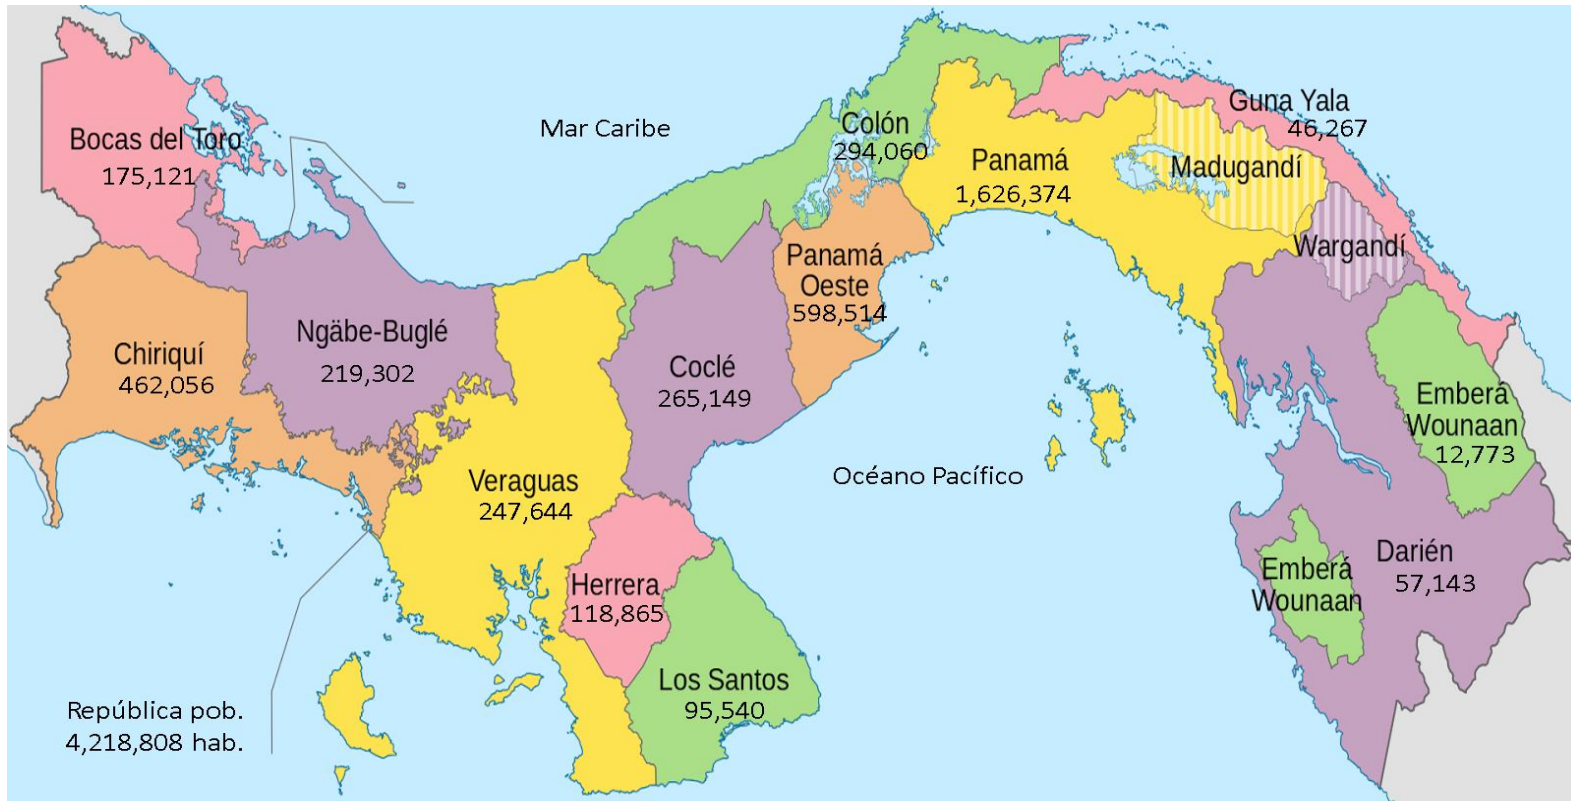 Bocas del Toro
175,121
Mar Caribe
Colón
294,060
Guna Yala
46,267
Panamá
1,626,374
Madugandí
Wargandí
Panamá
Oeste
598,514
Ngäbe-Buglé
219,302
Chiriquí
462,056
Coclé
265,149
Emberá
Wounaan
12,773
Veraguas
247,644
Océano Pacífico
Herrera
118,865
Darién
57,143
Emberá
Wounaan
Los Santos
95,540
República pob.
4,218,808 hab.